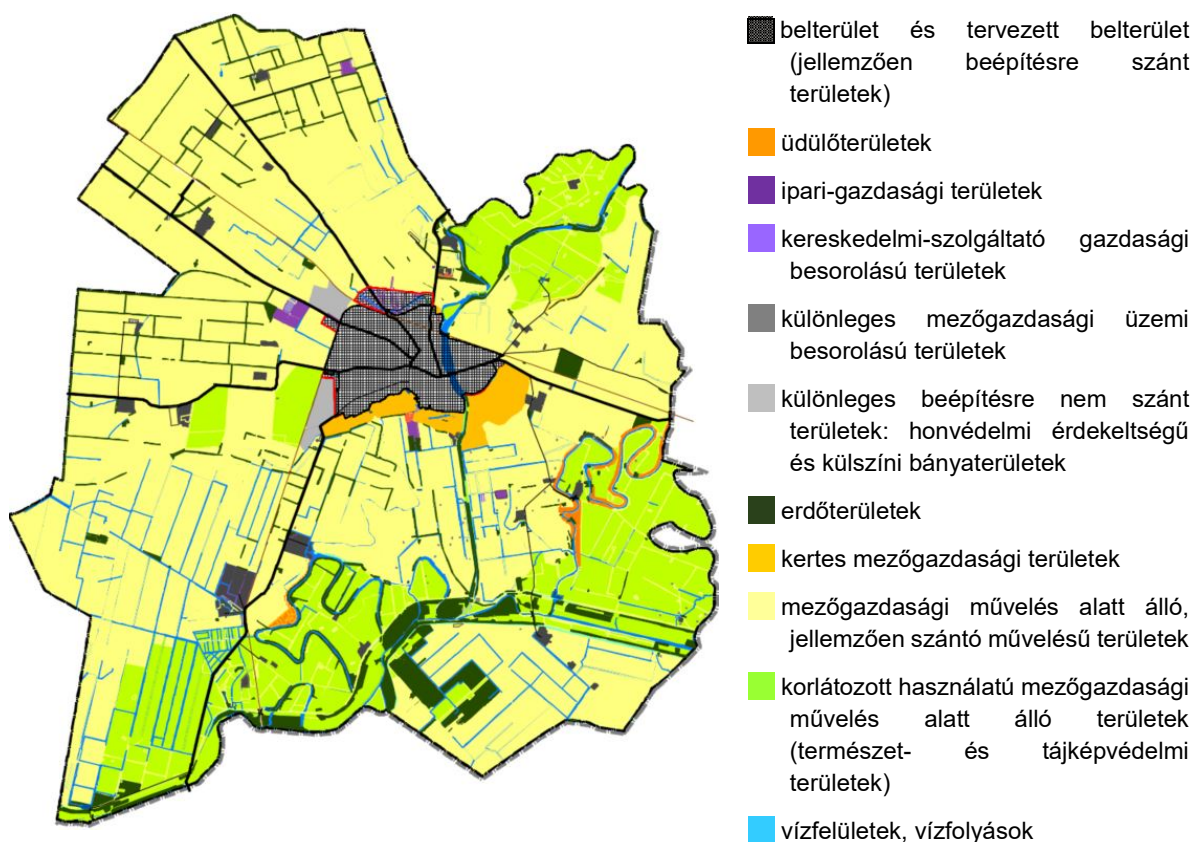 belterület és tervezett belterület
(jellemzően beépítésre szánt
területek)
üdülőterületek
ipari-gazdasági területek
kereskedelmi-szolgáltató gazdasági
besorolású területek
különleges mezőgazdasági üzemi
besorolású területek
különleges beépítésre nem szánt
területek: honvédelmi érdekeltségű
és külszíni bányaterületek
erdőterületek
kertes mezőgazdasági területek
mezőgazdasági művelés alatt álló,
jellemzően szántó művelésű területek
korlátozott használatú mezőgazdasági
művelés alatt álló területek
(természet- és tájképvédelmi
területek)
vízfelületek, vízfolyások